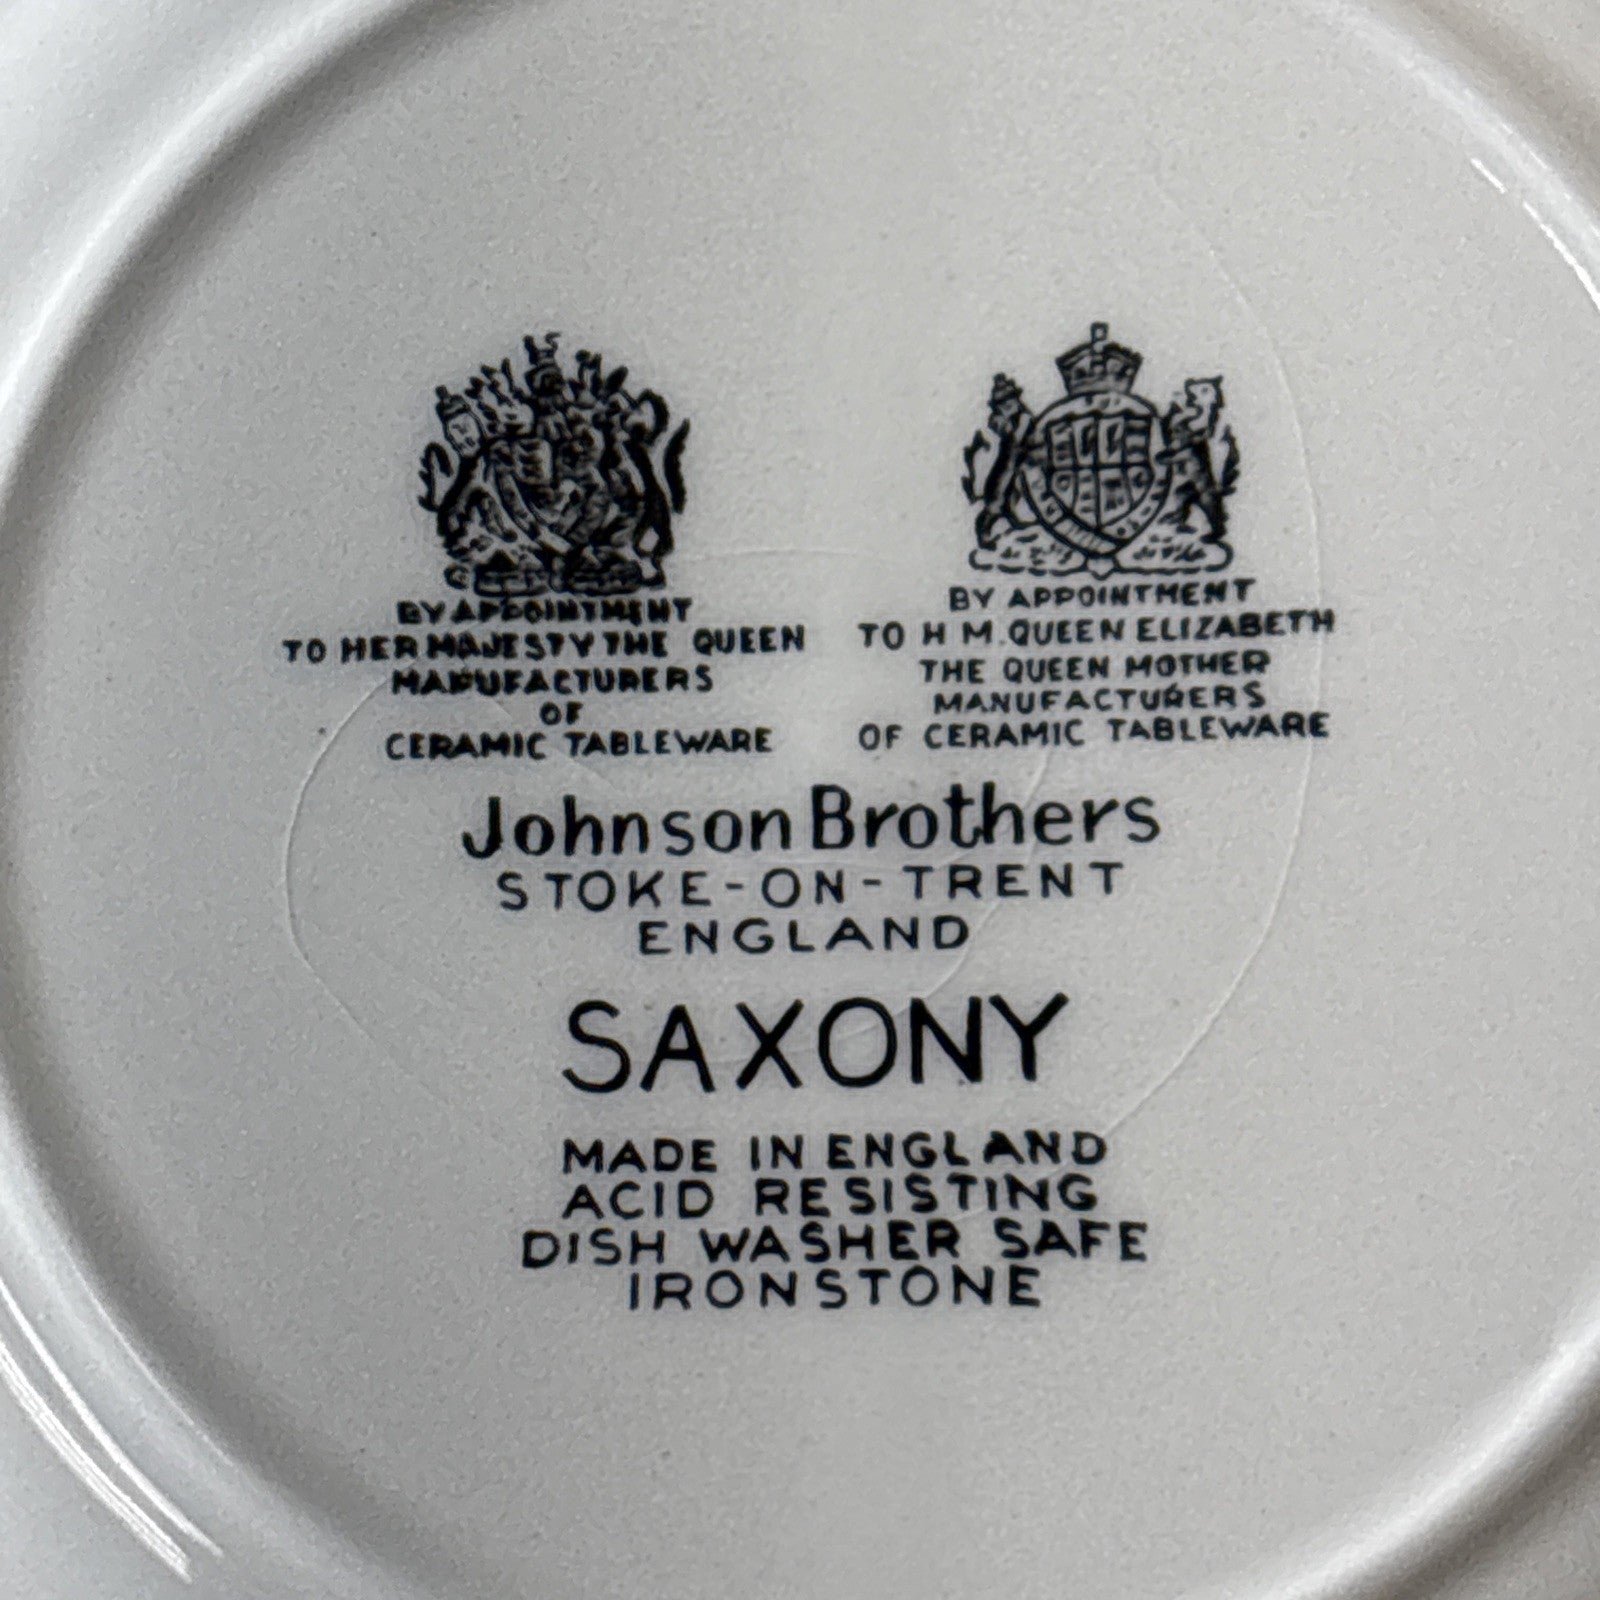 BY APPOINTMENT
TO HER MAJESTY THE QUEEN
MANUFACTURERS
OF
CERAMIC TABLEWARE
BY APPOINTMENT
TO H M. QUEEN ELIZABETH
THE QUEEN MOTHER
MANUFACTURERS
OF CERAMIC TABLEWARE
Johnson Brothers
STOKE-ON-TRENT
ENGLAND
SAXONY
MADE IN ENGLAND
ACID RESISTING
DISH WASHER SAFE
IRONSTONE